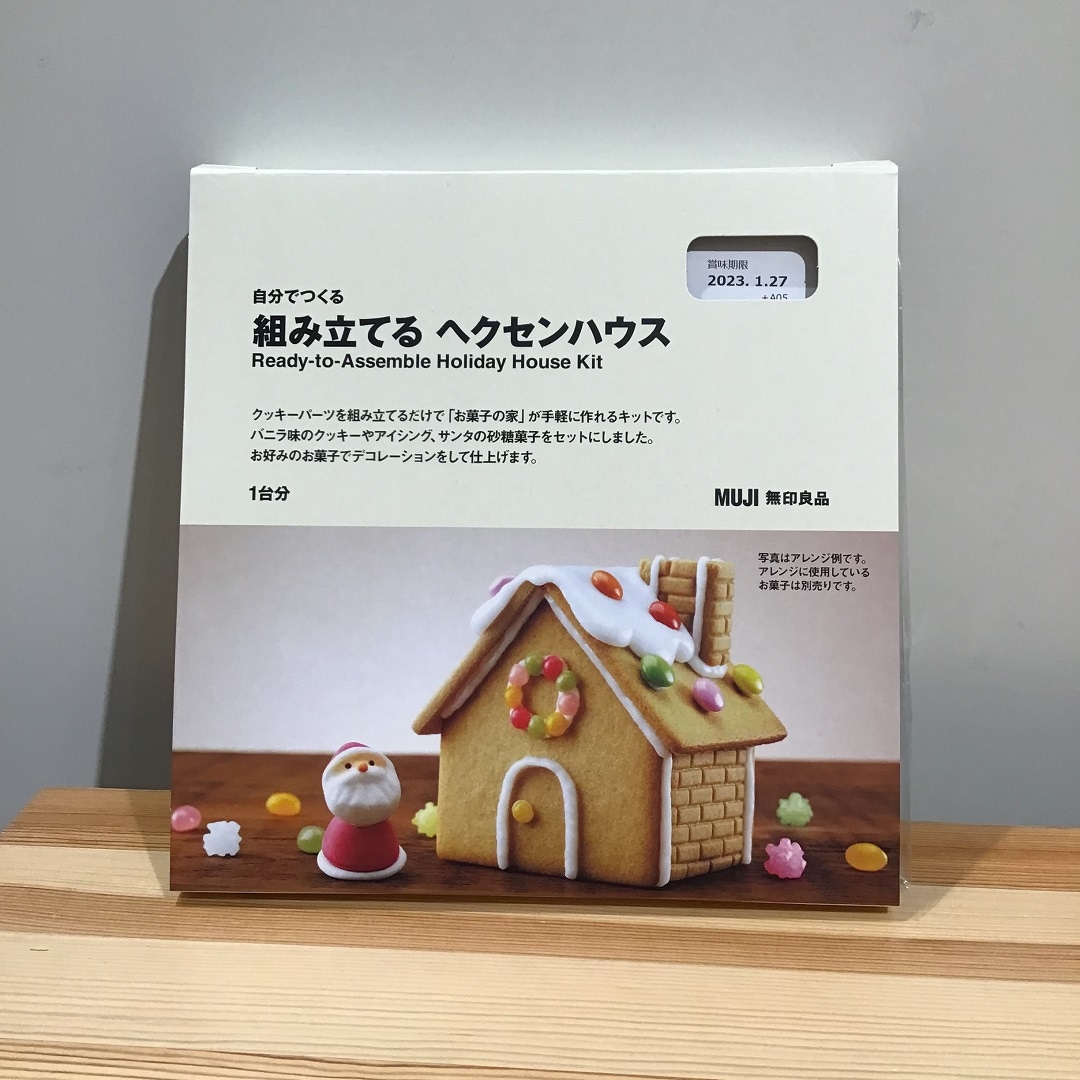 賞味期限
2023. 1.27
+A05
自分でつくる
組み立てる ヘクセンハウス
Ready-to-Assemble Holiday House Kit
クッキーパーツを組み立てるだけで「お菓子の家」が手軽に作れるキットです。
バニラ味のクッキーやアイシング、サンタの砂糖菓子をセットにしました。
お好みのお菓子でデコレーションをして仕上げます。
1台分
MUJI 無印良品
写真はアレンジ例です。
アレンジに使用している
お菓子は別売りです。